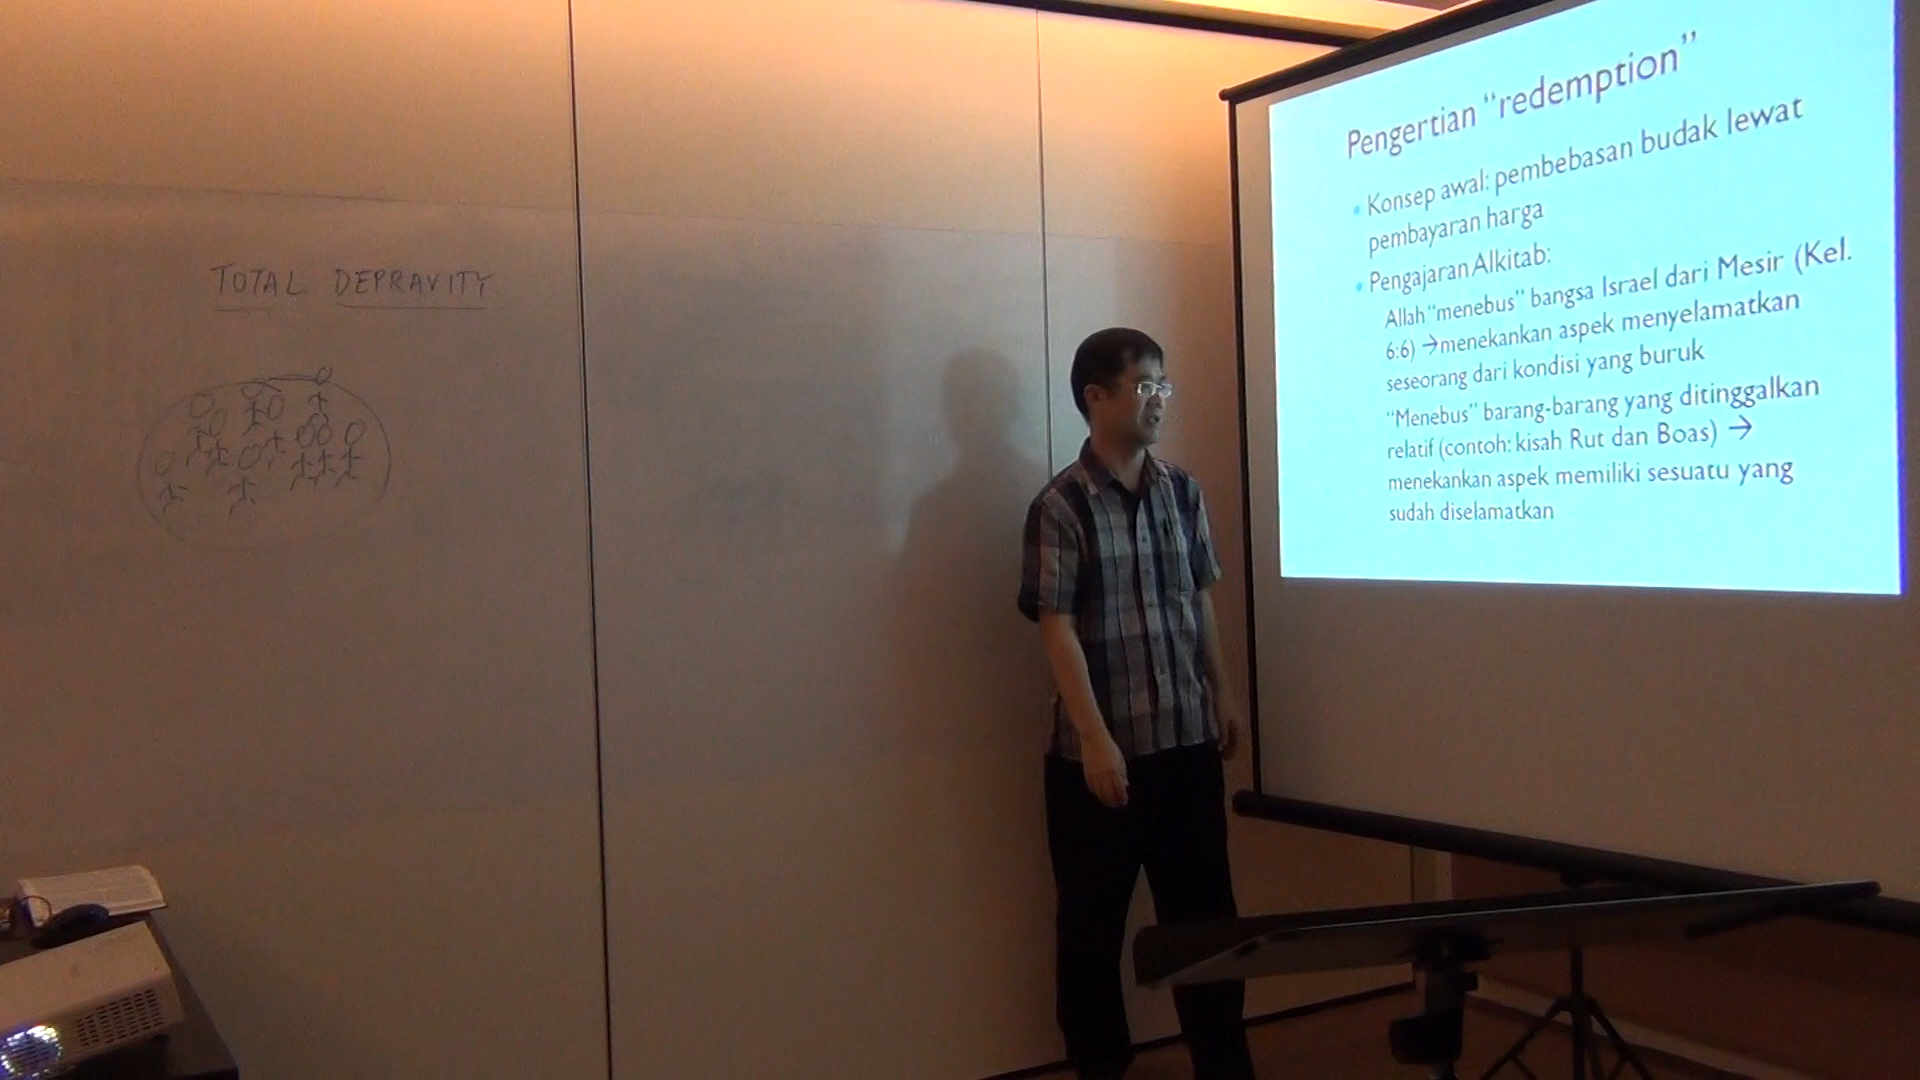 TOTAL DEPRAVITY
Pengertian “redemption”
• Konsep awal: pembebasan budak lewat
pembayaran harga
• Pengajaran Alkitab:
Allah “menebus” bangsa Israel dari Mesir (Kel.
6:6) →menekankan aspek menyelamatkan
seseorang dari kondisi yang buruk
“Menebus” barang-barang yang ditinggalkan
relatif (contoh: kisah Rut dan Boas) →
menekankan aspek memiliki sesuatu yang
sudah diselamatkan